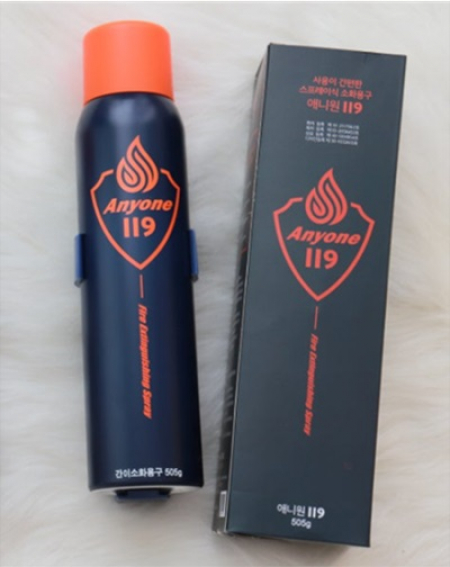 Anyone
119
Fire Extinguishing Spray
간이소화용구 505g
사용이 간편한
스프레이식 소화용구
애니원 119
Anyone
119
Fire Extinguishing Spray
애니원 119
505g